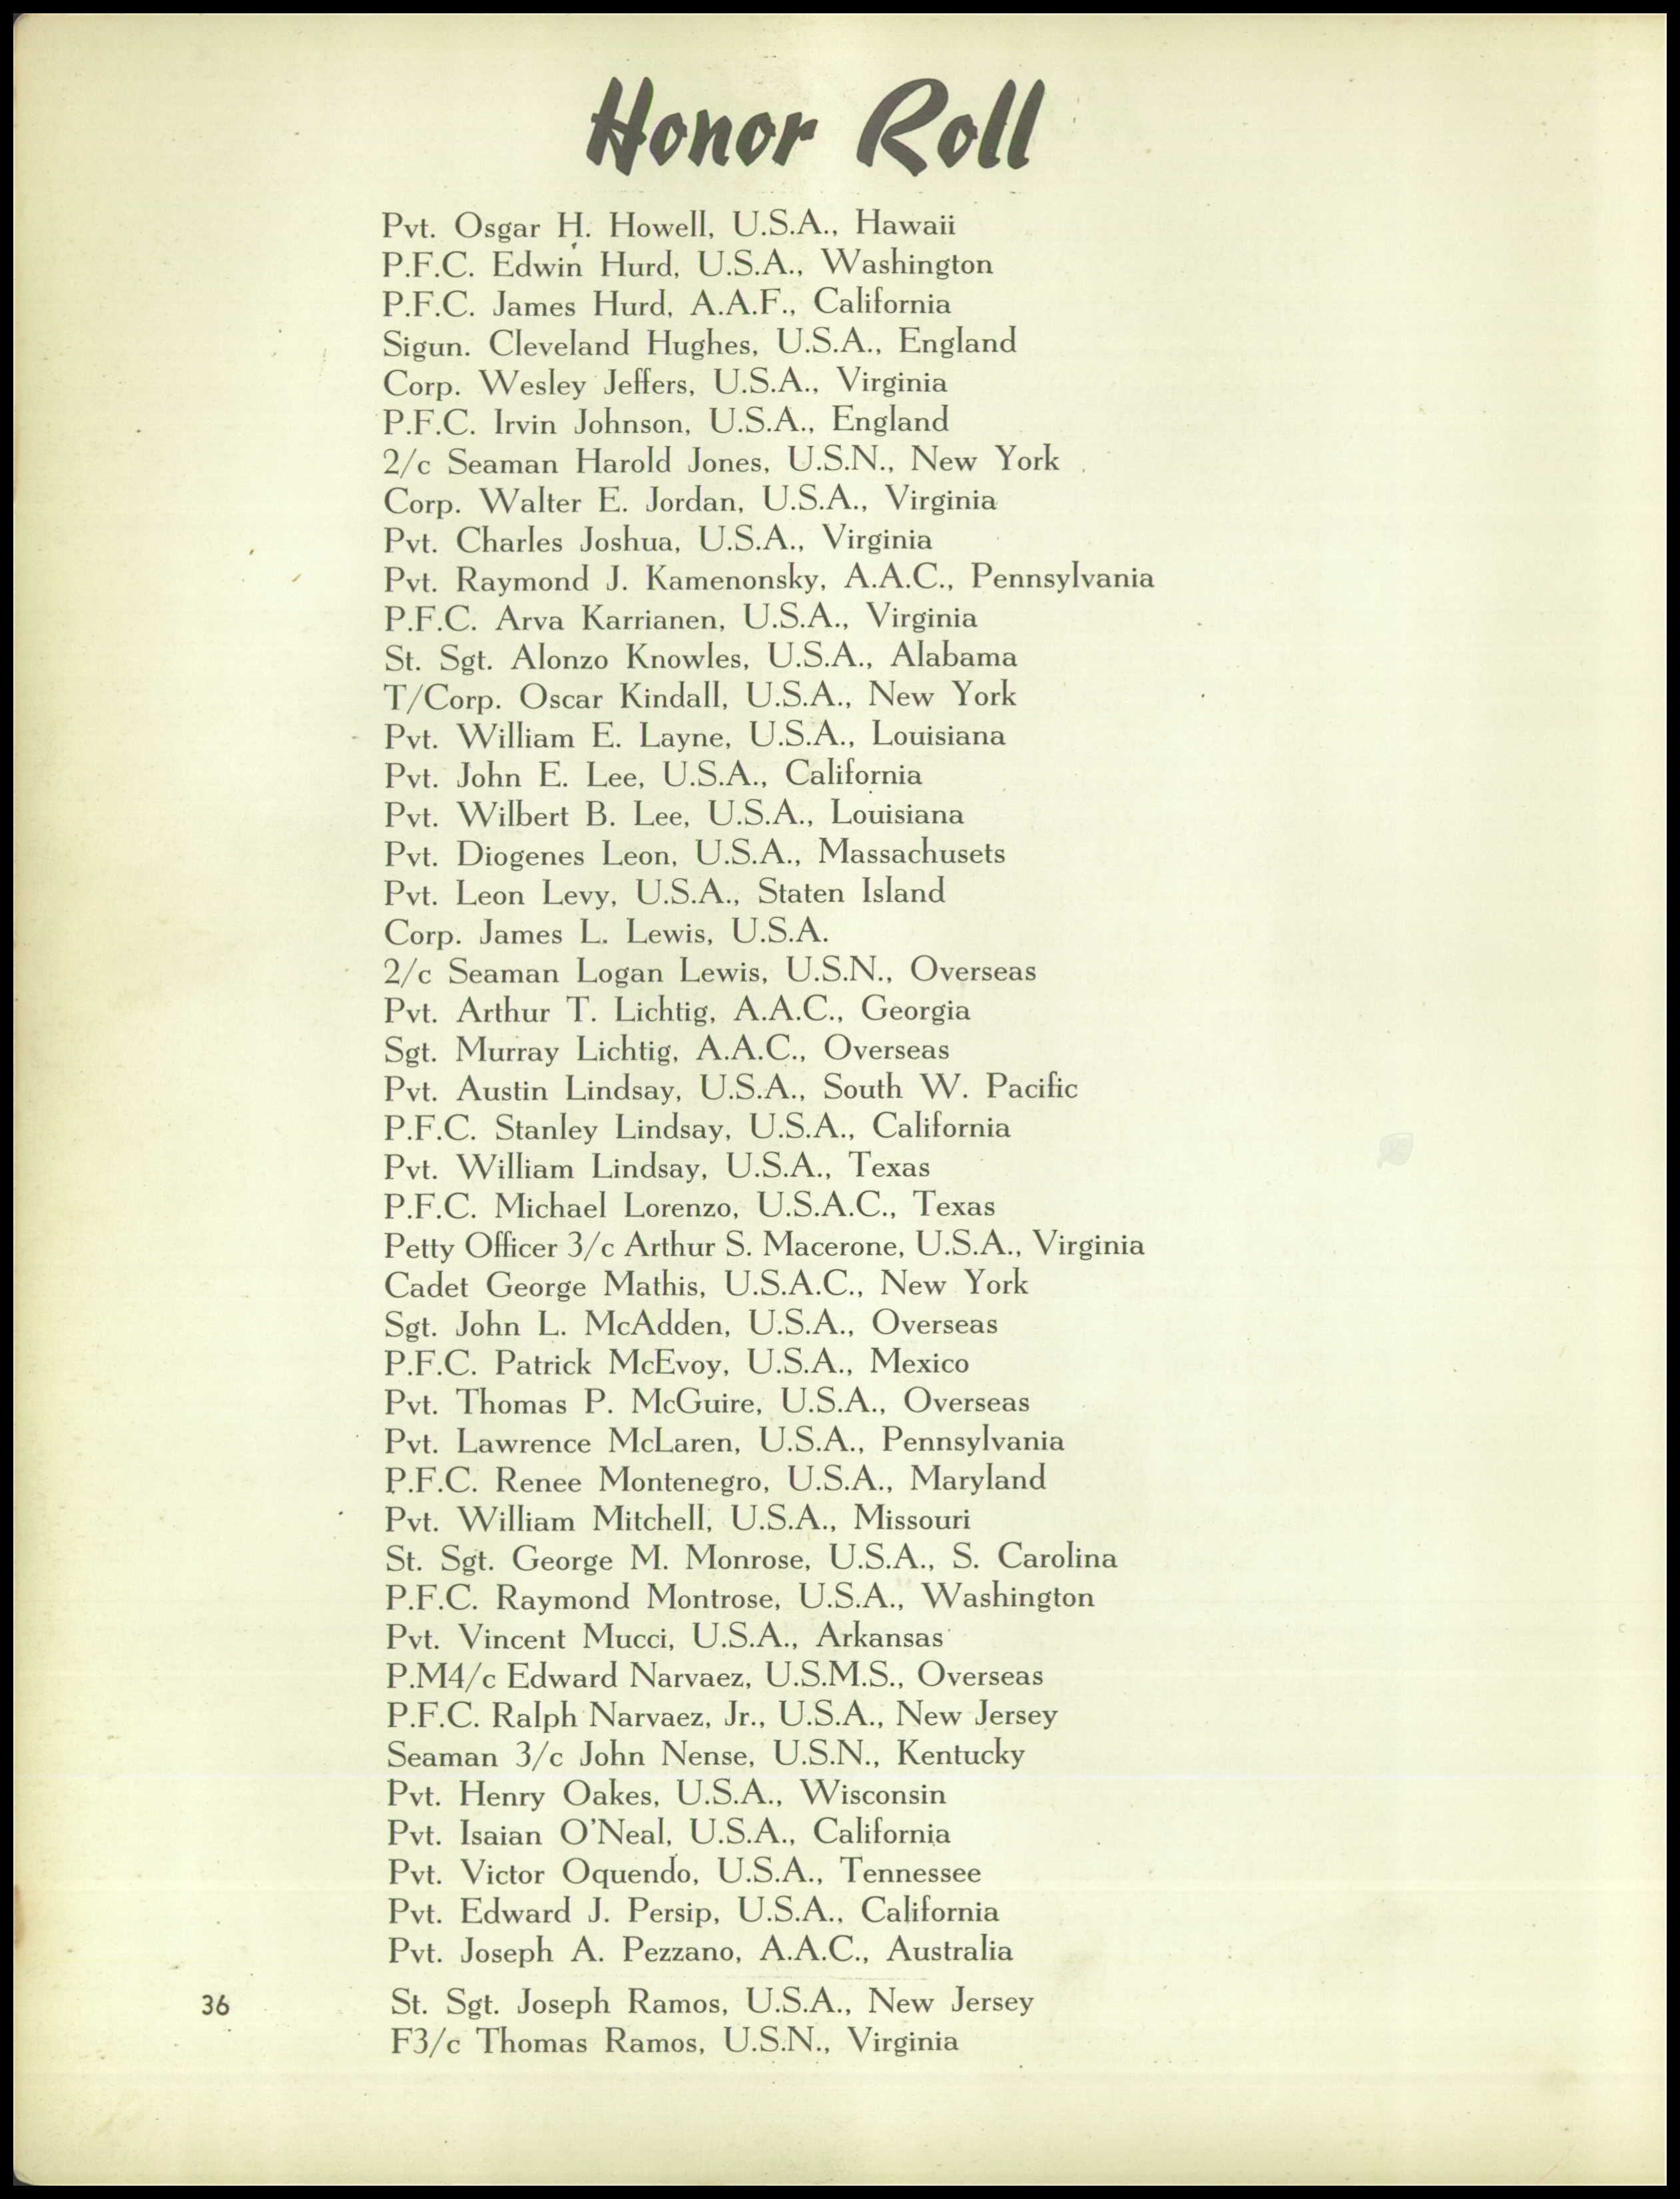 Honor Roll
Pvt. Osgar H. Howell, U.S.A., Hawaii
P.F.C. Edwin Hurd, U.S.A., Washington
P.F.C. James Hurd, A.A.F., California
Sigun. Cleveland Hughes, U.S.A., England
Corp. Wesley Jeffers, U.S.A., Virginia
P.F.C. Irvin Johnson, U.S.A., England
2/c Seaman Harold Jones, U.S.N., New York
Corp. Walter E. Jordan, U.S.A., Virginia
Pvt. Charles Joshua, U.S.A., Virginia
Pvt. Raymond J. Kamenonsky, A.A.C., Pennsylvania
P.F.C. Arva Karrianen, U.S.A., Virginia
St. Sgt. Alonzo Knowles, U.S.A., Alabama
T/Corp. Oscar Kindall, U.S.A., New York
Pvt. William E. Layne, U.S.A., Louisiana
Pvt. John E. Lee, U.S.A., California
Pvt. Wilbert B. Lee, U.S.A., Louisiana
Pvt. Diogenes Leon, U.S.A., Massachusets
Pvt. Leon Levy, U.S.A., Staten Island
Corp. James L. Lewis, U.S.A.
2/c Seaman Logan Lewis, U.S.N., Overseas
Pvt. Arthur T. Lichtig, A.A.C., Georgia
Sgt. Murray Lichtig, A.A.C., Overseas
Pvt. Austin Lindsay, U.S.A., South W. Pacific
P.F.C. Stanley Lindsay, U.S.A., California
Pvt. William Lindsay, U.S.A., Texas
P.F.C. Michael Lorenzo, U.S.A.C., Texas
Petty Officer 3/c Arthur S. Macerone, U.S.A., Virginia
Cadet George Mathis, U.S.A.C., New York
Sgt. John L. McAdden, U.S.A., Overseas
P.F.C. Patrick McEvoy, U.S.A., Mexico
Pvt. Thomas P. McGuire, U.S.A., Overseas
Pvt. Lawrence McLaren, U.S.A., Pennsylvania
P.F.C. Renee Montenegro, U.S.A., Maryland
Pvt. William Mitchell, U.S.A., Missouri
St. Sgt. George M. Monrose, U.S.A., S. Carolina
P.F.C. Raymond Montrose, U.S.A., Washington
Pvt. Vincent Mucci, U.S.A., Arkansas
P.M4/c Edward Narvaez, U.S.M.S., Overseas
P.F.C. Ralph Narvaez, Jr., U.S.A., New Jersey
Seaman 3/c John Nense, U.S.N., Kentucky
Pvt. Henry Oakes, U.S.A., Wisconsin
Pvt. Isaian O'Neal, U.S.A., California
Pvt. Victor Oquendo, U.S.A., Tennessee
Pvt. Edward J. Persip, U.S.A., California
Pvt. Joseph A. Pezzano, A.A.C., Australia
36
St. Sgt. Joseph Ramos, U.S.A., New Jersey
F3/c Thomas Ramos, U.S.N., Virginia